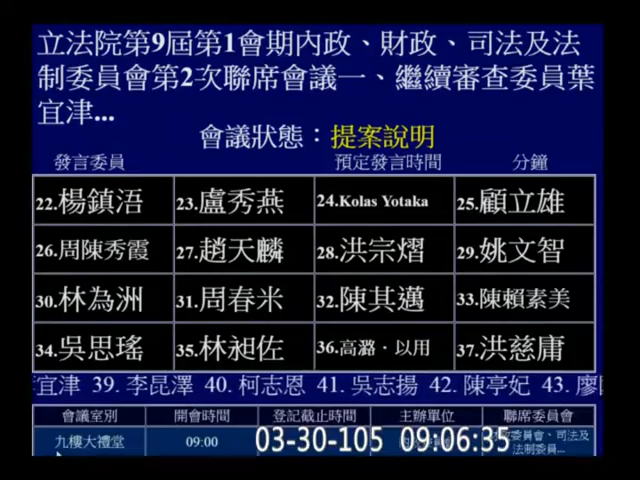 立法院第9屆第1會期內政、財政、司法及法
制委員會第2次聯席會議一、繼續審查委員葉
宜津...
會議狀態：提案說明
發言委員 預定發言時間 分鐘
22.楊鎮浯 23.盧秀燕 24.Kolas Yotaka 25.顧立雄
26.周陳秀霞 27.趙天麟 28.洪宗熠 29.姚文智
30.林為洲 31.周春米 32.陳其邁 33.陳賴素美
34.吳思瑤 35.林昶佐 36.高潞．以用 37.洪慈庸
宜津 39. 李昆澤 40. 柯志恩 41. 吳志揚 42. 陳亭妃 43. 廖
會議室別 開會時間 登記截止時間 主辦單位 聯席委員會
九樓大禮堂 09:00 03-30-105 09:06:35 委員會、司法及
法制委員...